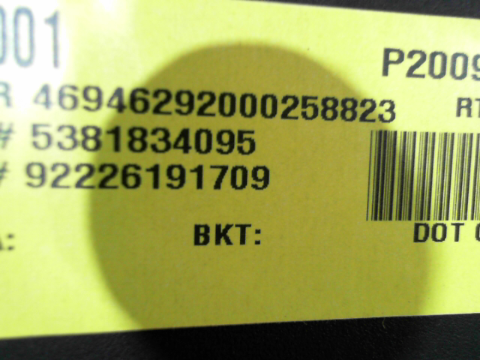 001 P2009
R 46946292000258823 RT
# 5381834095
# 92226191709
BKT: DOT